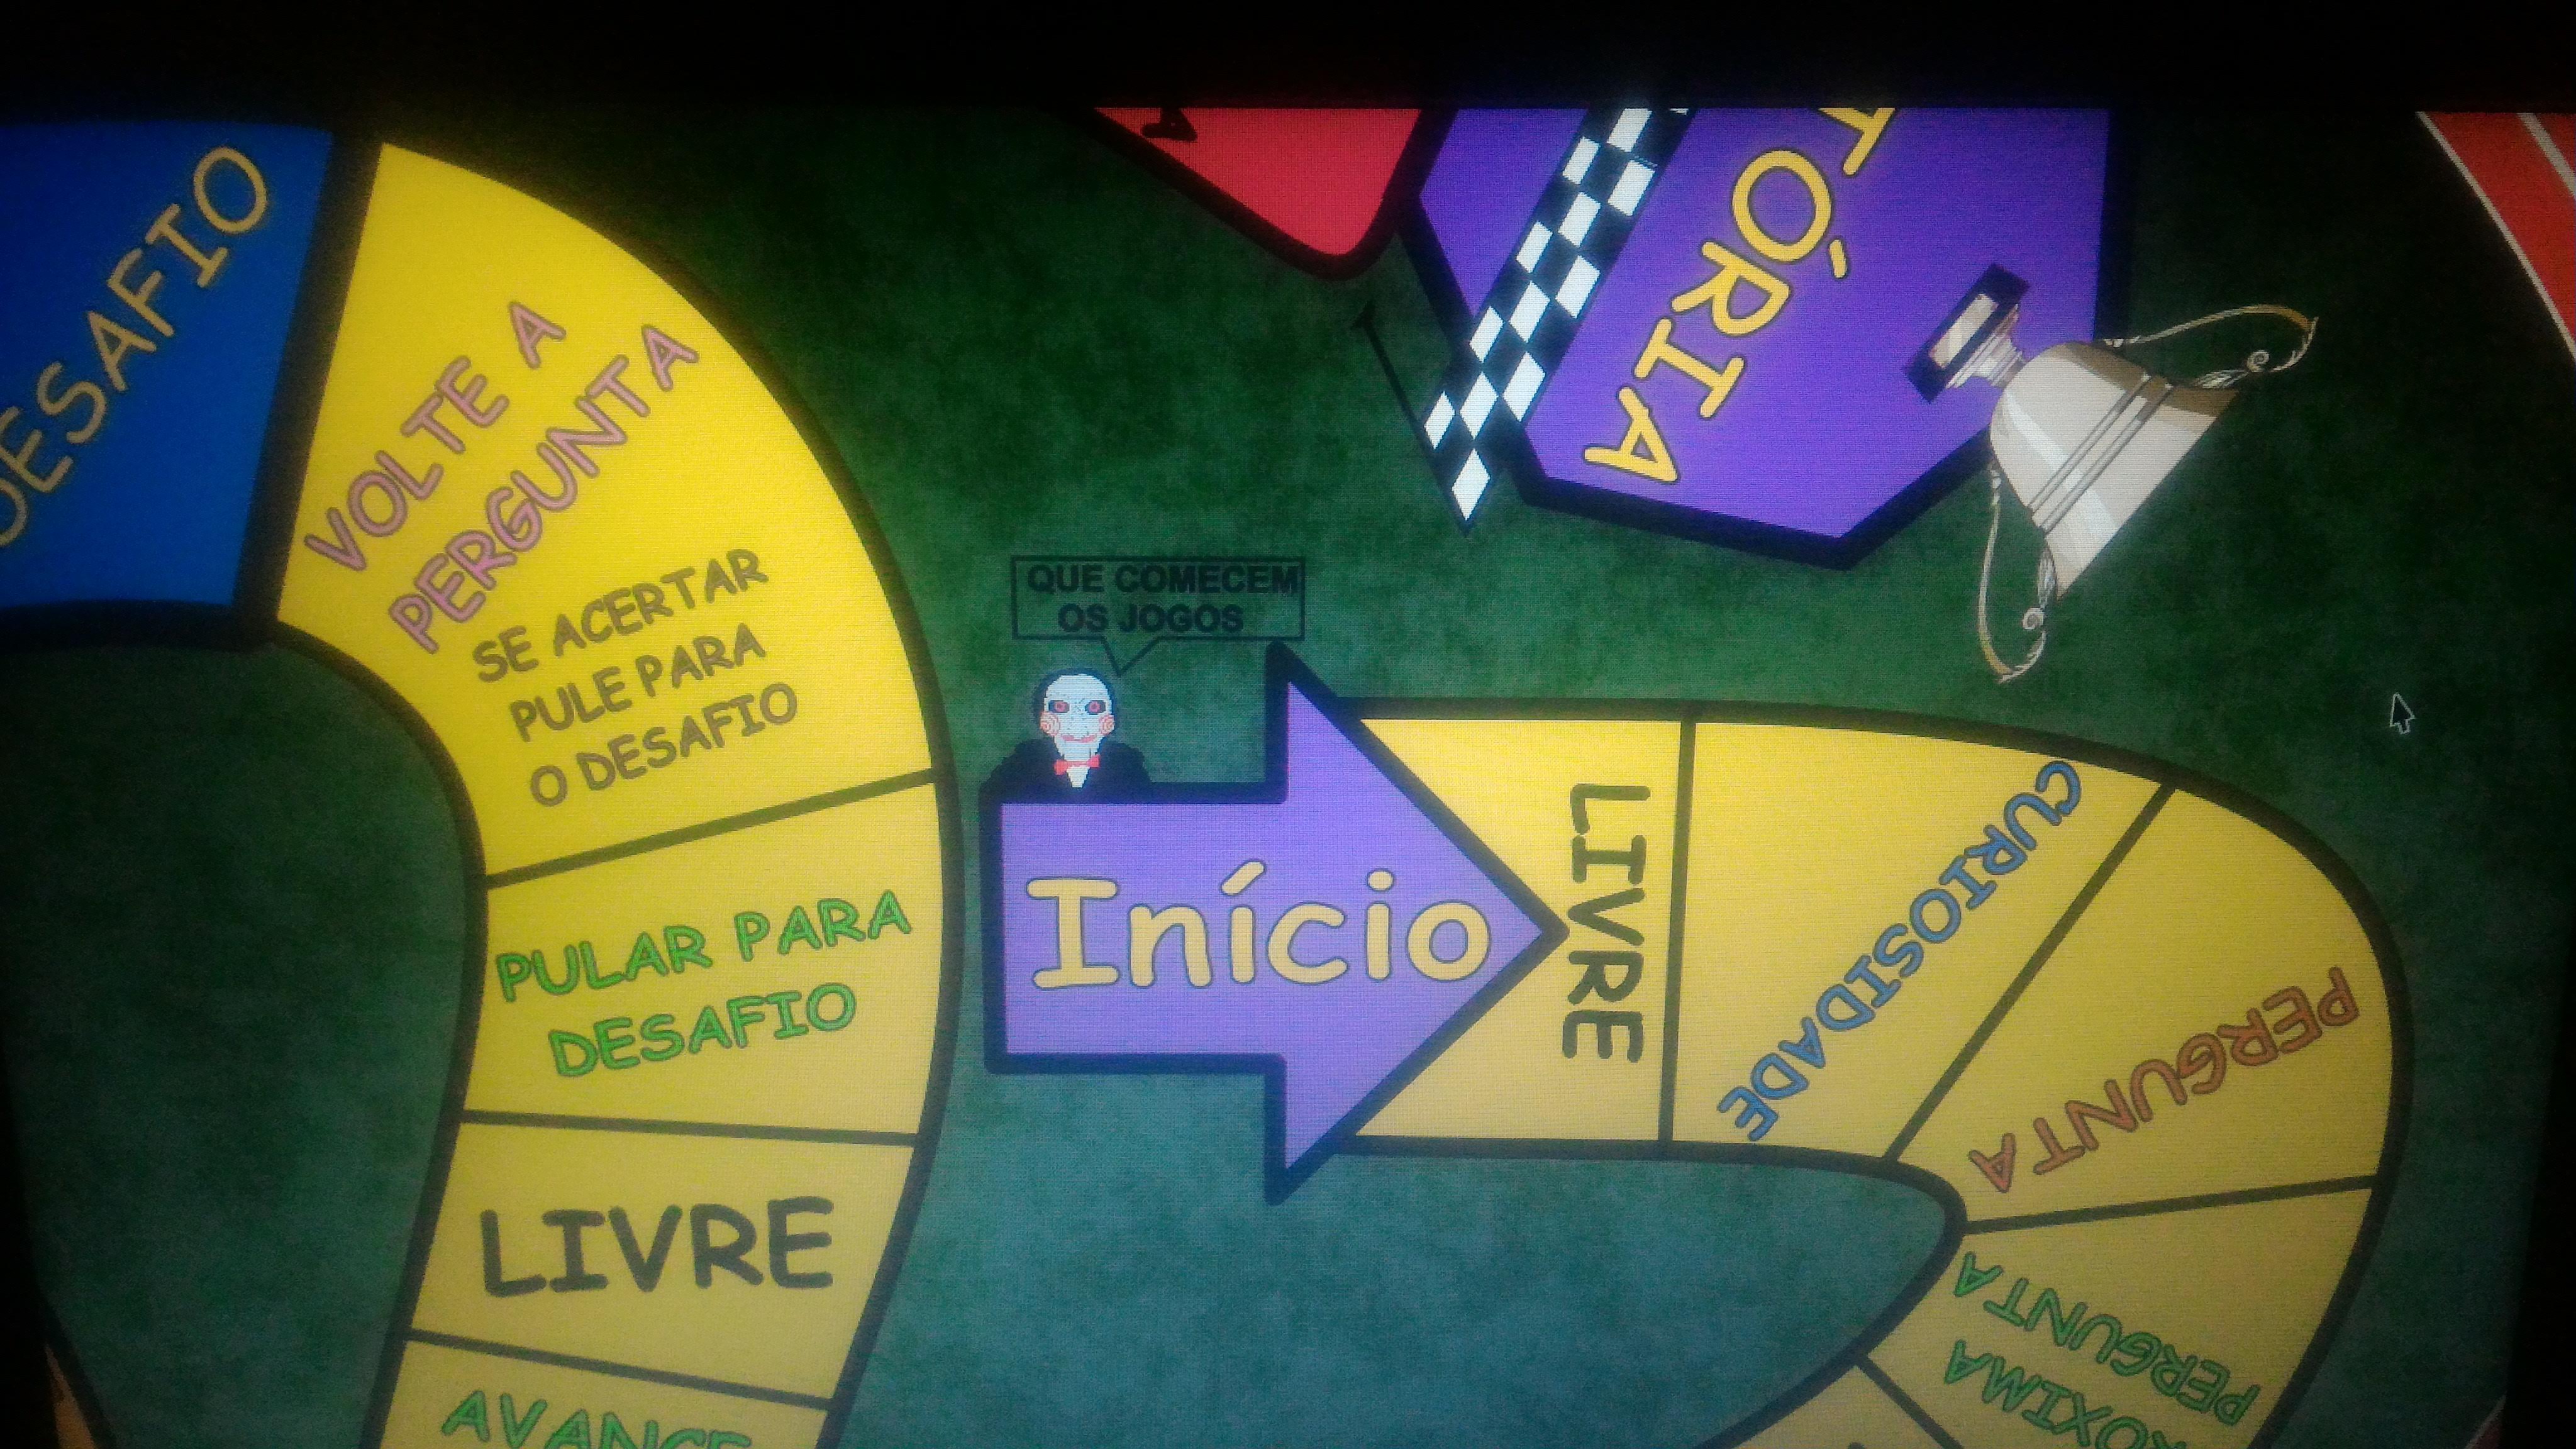 DESAFIO
VOLTE A
PERGUNTA
SE ACERTAR
PULE PARA
O DESAFIO
PULAR PARA
DESAFIO
LIVRE
AVANCE
TÓRIA
QUE COMECEM
OS JOGOS
Início
LIVRE
CURIOSIDADE
PERGUNTA
PERGUNTA